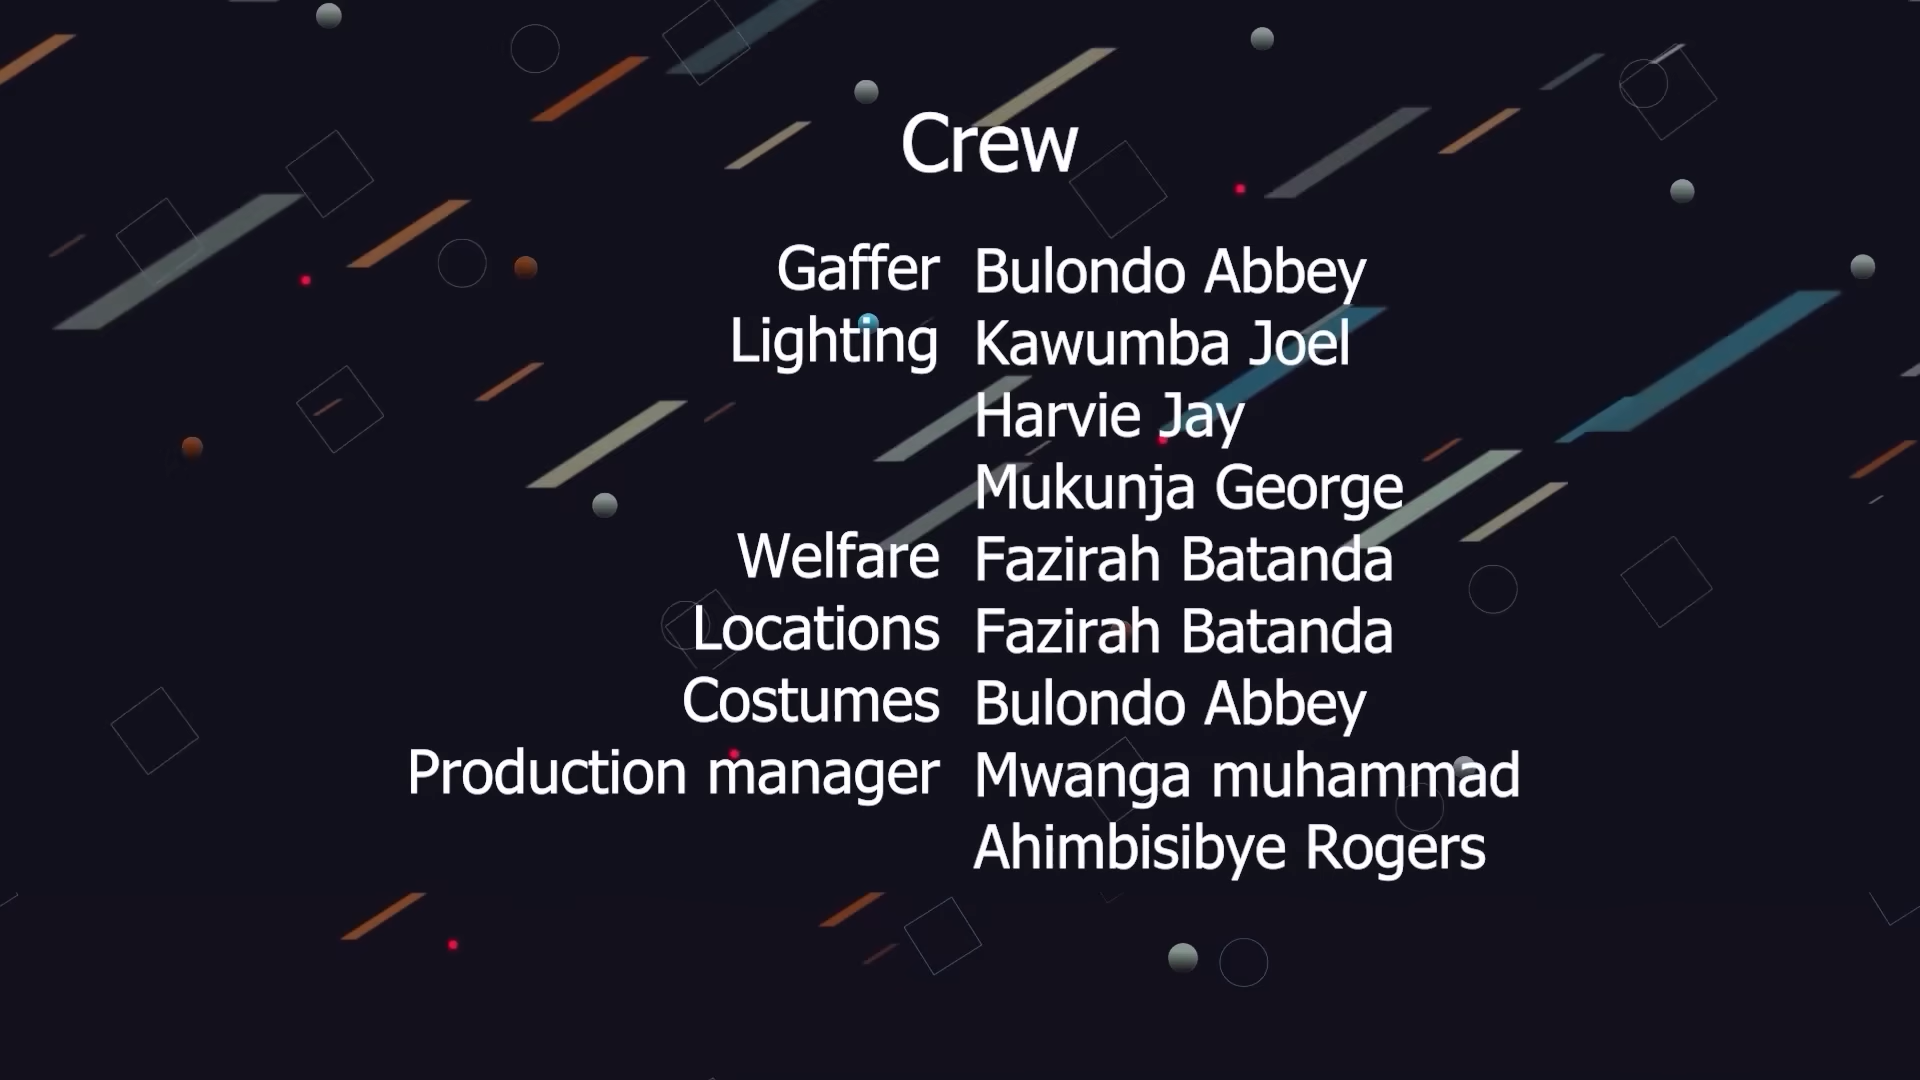 Crew
Gaffer Bulondo Abbey
Lighting Kawumba Joel
Harvie Jay
Mukunja George
Welfare Fazirah Batanda
Locations Fazirah Batanda
Costumes Bulondo Abbey
Production manager Mwanga muhammad
Ahimbisibye Rogers